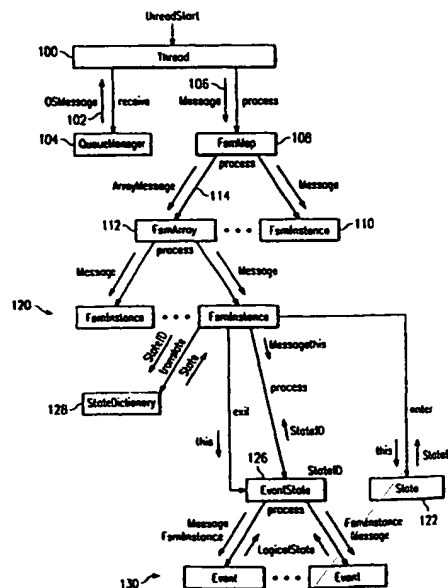 ThreadStart
100
Thread
OSMessage
102
receive
106
Message
process
104
QueueManager
FsmMap
108
process
ArrayMessage
114
Message
112
FsmArray
FsmInstance
110
process
Message
Message
120
FsmInstance
FsmInstance
StateID
translate
State
Message this
128
StateDictionary
process
exit
enter
this
StateID
this
StateID
126
StateID
EventState
State
process
122
Message
FsmInstance
FsmInstance
Message
LogicalState
130
Event
Event